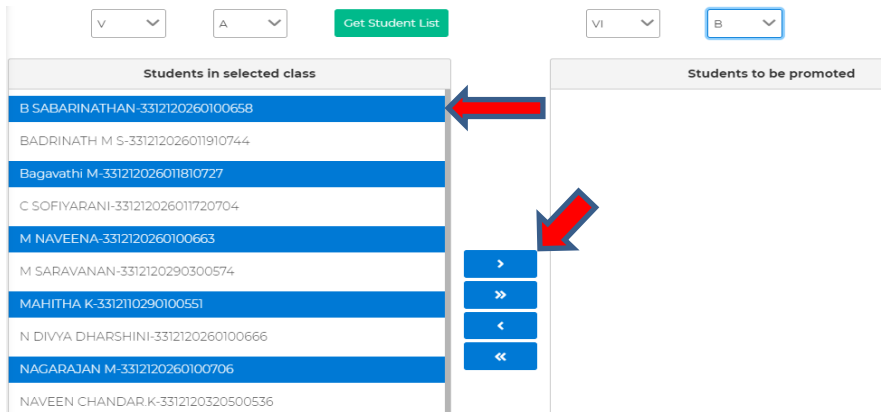 V A Get Student List VI B
Students in selected class Students to be promoted
B SABARINATHAN-3312120260100658
BADRINATH M S-331212026011910744
Bagavathi M-331212026011810727
C SOFIYARANI-331212026011720704
M NAVEENA-3312120260100663
M SARAVANAN-3312120290300574
MAHITHA K-3312110290100551
N DIVYA DHARSHINI-3312120260100666
NAGARAJAN M-3312120260100706
NAVEEN CHANDAR.K-3312120320500536